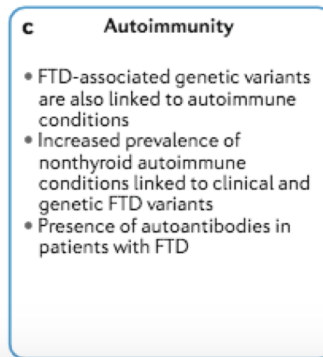 c Autoimmunity
• FTD-associated genetic variants
are also linked to autoimmune
conditions
• Increased prevalence of
nonthyroid autoimmune
conditions linked to clinical and
genetic FTD variants
• Presence of autoantibodies in
patients with FTD